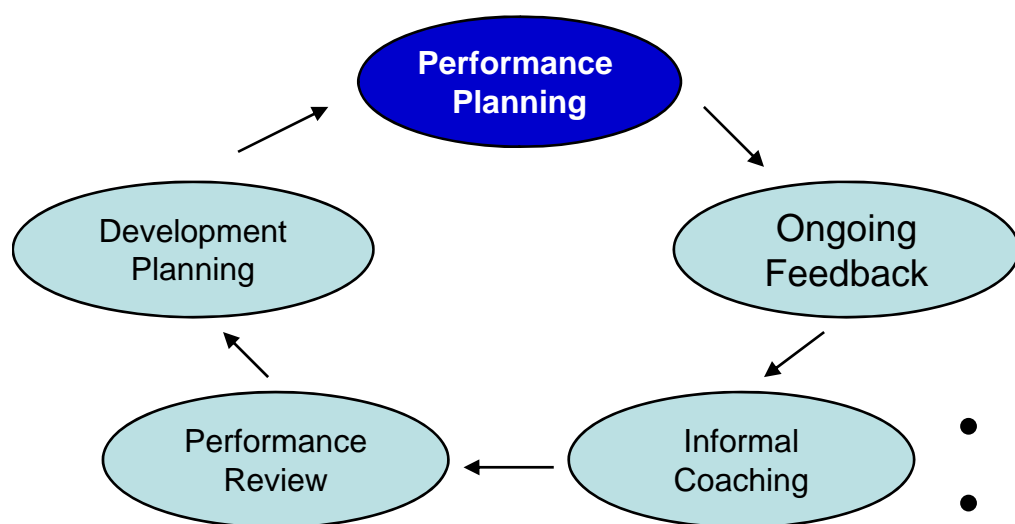 Performance
Planning
Ongoing
Feedback
Informal
Coaching
Performance
Review
Development
Planning